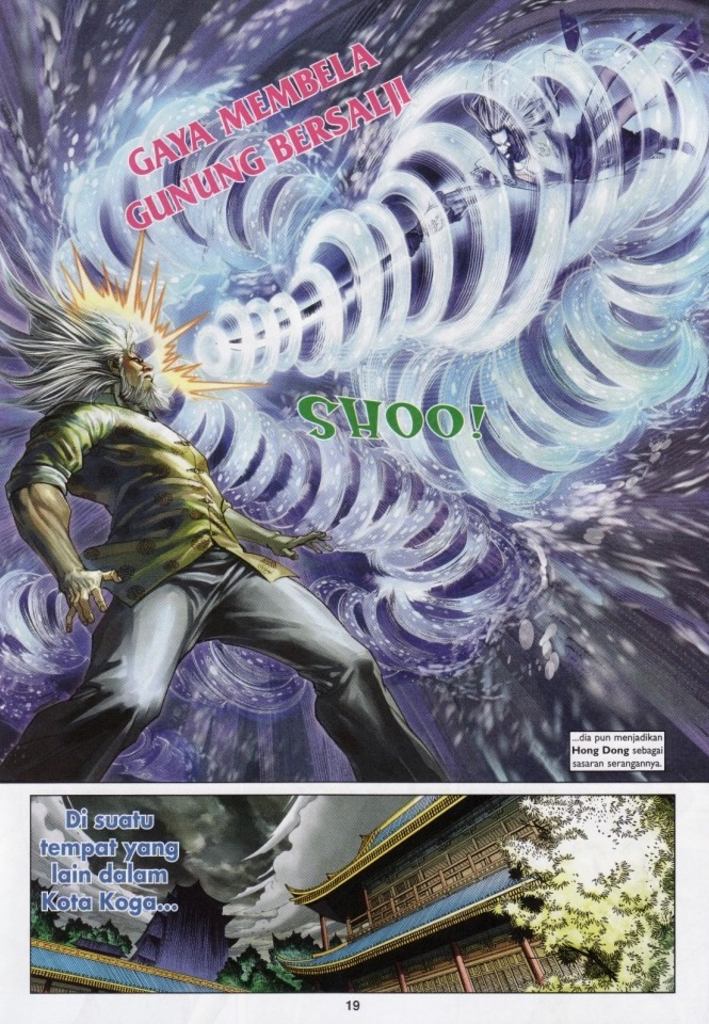 GAYA MEMBELA
GUNUNG BERSALJI
SHOO!
...dia pun menjadikan
Hong Dong sebagai
sasaran serangannya.
Di suatu
tempat yang
lain dalam
Kota Koga...
19